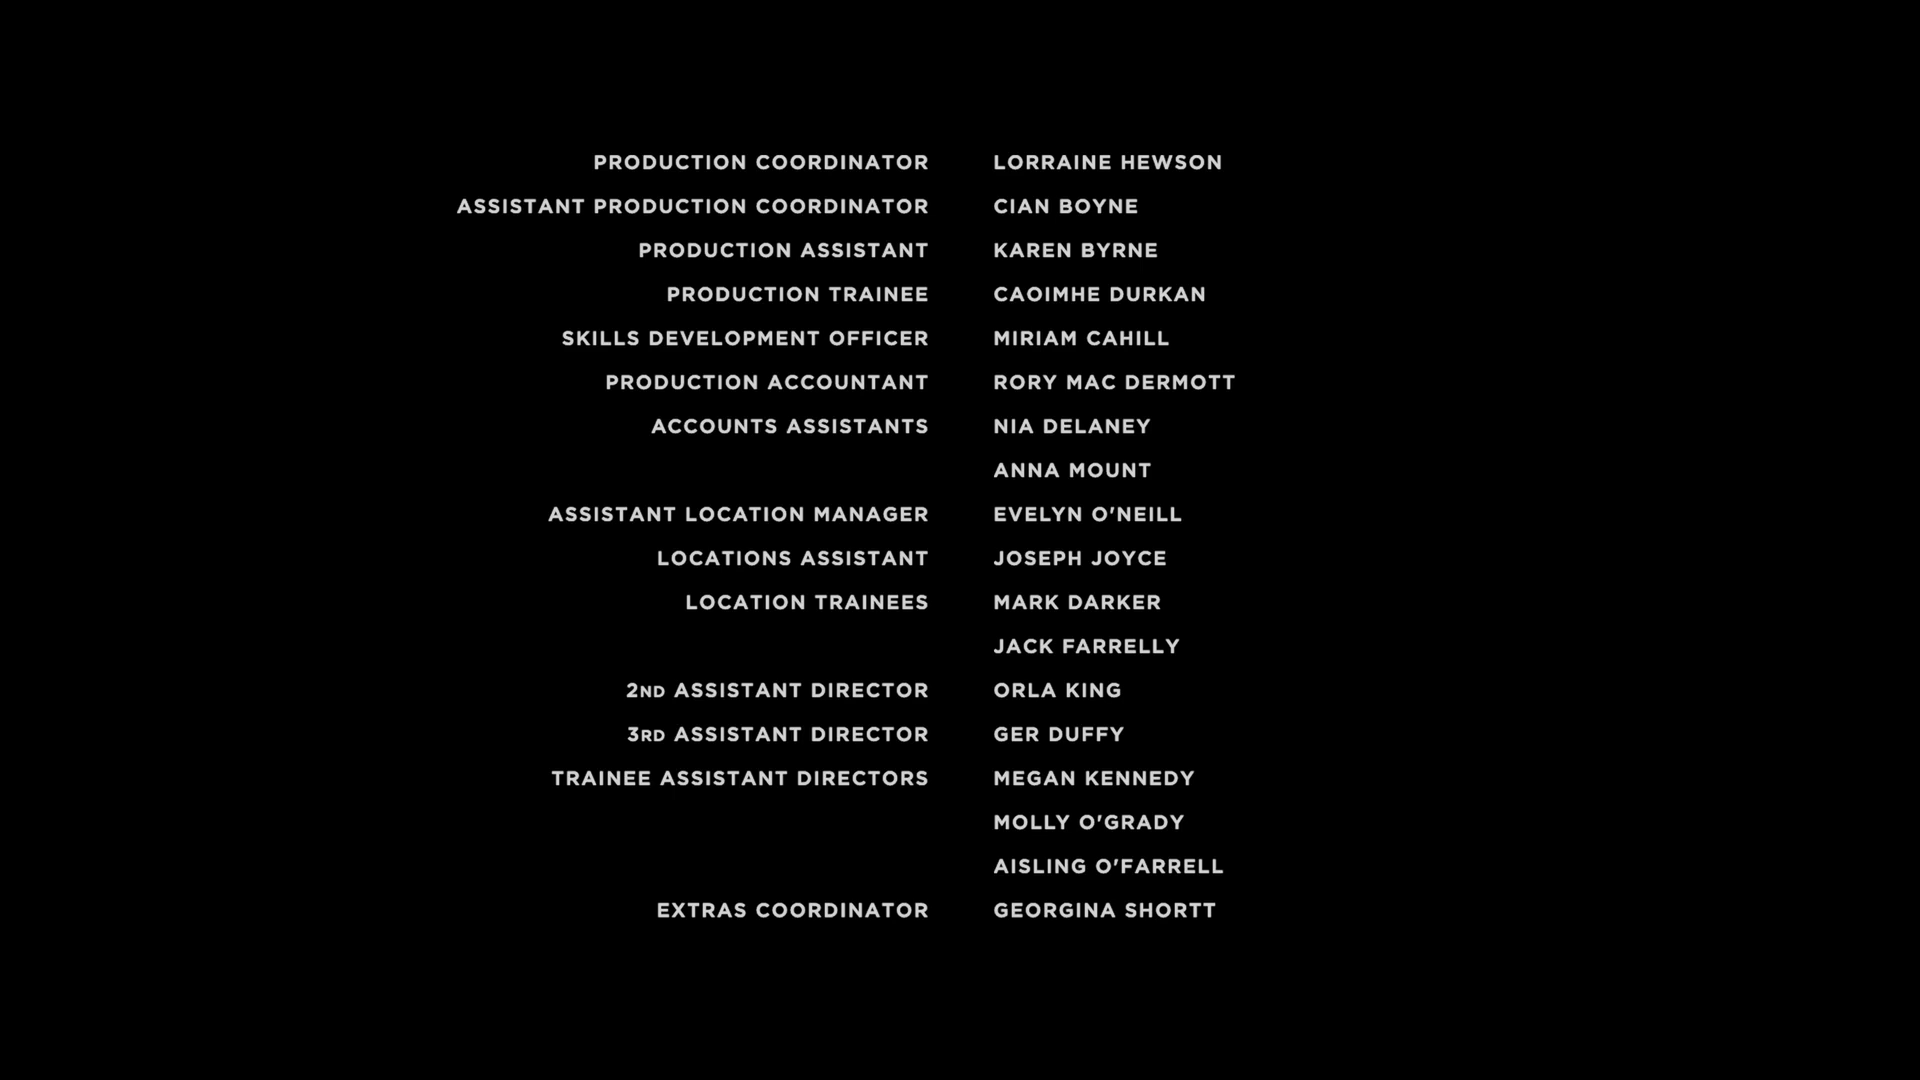 PRODUCTION COORDINATOR LORRAINE HEWSON
ASSISTANT PRODUCTION COORDINATOR CIAN BOYNE
PRODUCTION ASSISTANT KAREN BYRNE
PRODUCTION TRAINEE CAOIMHE DURKAN
SKILLS DEVELOPMENT OFFICER MIRIAM CAHILL
PRODUCTION ACCOUNTANT RORY MAC DERMOTT
ACCOUNTS ASSISTANTS NIA DELANEY
ANNA MOUNT
ASSISTANT LOCATION MANAGER EVELYN O'NEILL
LOCATIONS ASSISTANT JOSEPH JOYCE
LOCATION TRAINEES MARK DARKER
JACK FARRELLY
2ND ASSISTANT DIRECTOR ORLA KING
3RD ASSISTANT DIRECTOR GER DUFFY
TRAINEE ASSISTANT DIRECTORS MEGAN KENNEDY
MOLLY O'GRADY
AISLING O'FARRELL
EXTRAS COORDINATOR GEORGINA SHORTT